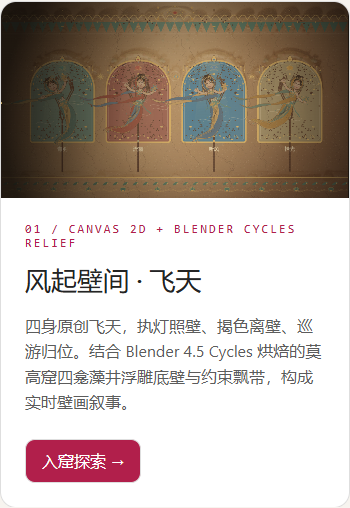 01 / CANVAS 2D + BLENDER CYCLES
RELIEF
风起壁间 · 飞天
四身原创飞天，执灯照壁、揭色离壁、巡
游归位。结合 Blender 4.5 Cycles 烘焙的莫
高窟四龛藻井浮雕底壁与约束飘带，构成
实时壁画叙事。
入窟探索 →